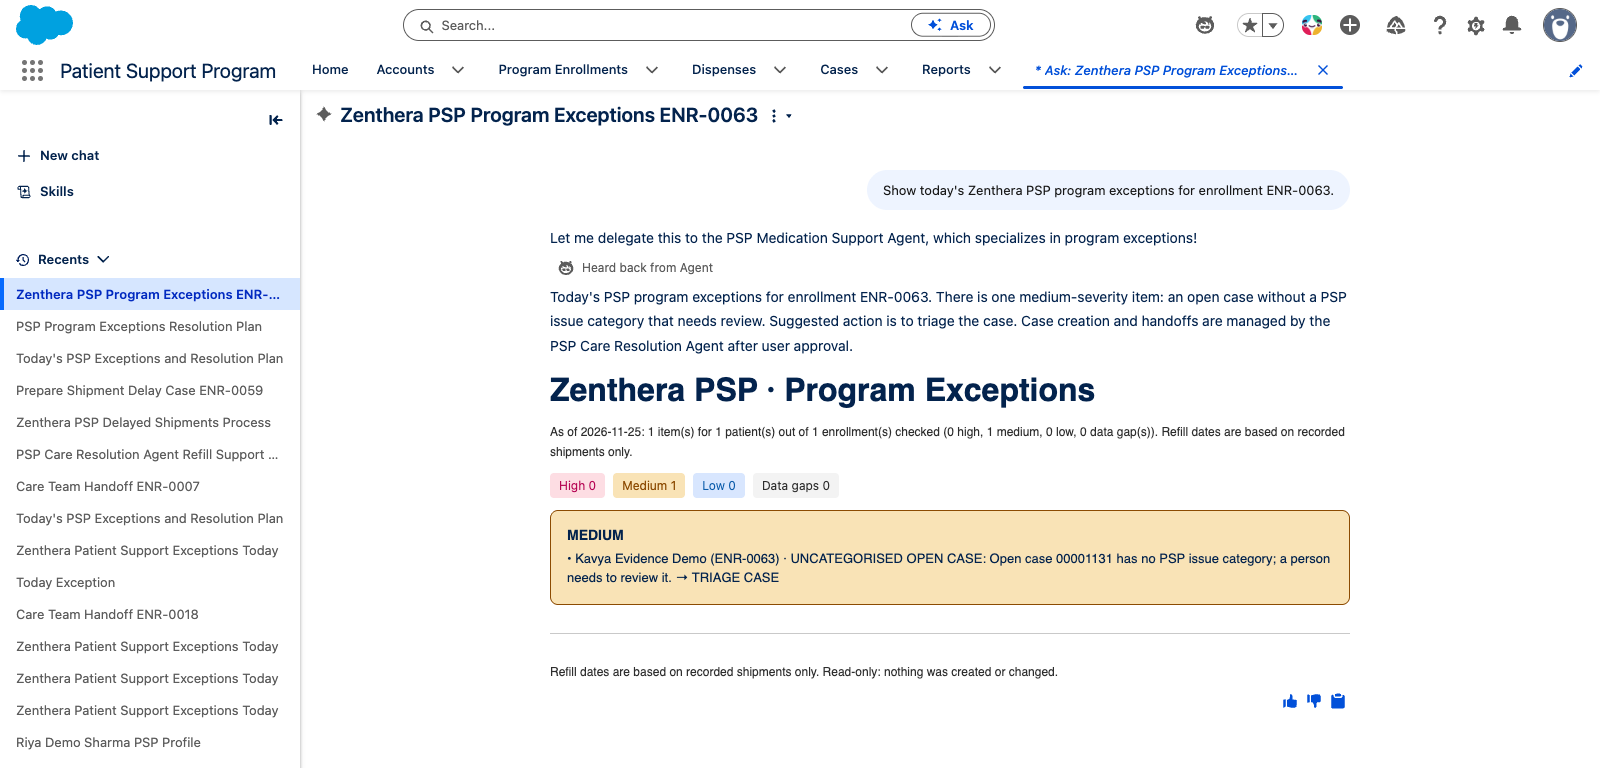 Search...
Ask
Patient Support Program
Home
Accounts
Program Enrollments
Dispenses
Cases
Reports
* Ask: Zenthera PSP Program Exceptions...
New chat
Skills
Recents
Zenthera PSP Program Exceptions ENR-...
PSP Program Exceptions Resolution Plan
Today's PSP Exceptions and Resolution Plan
Prepare Shipment Delay Case ENR-0059
Zenthera PSP Delayed Shipments Process
PSP Care Resolution Agent Refill Support ...
Care Team Handoff ENR-0007
Today's PSP Exceptions and Resolution Plan
Zenthera Patient Support Exceptions Today
Today Exception
Care Team Handoff ENR-0018
Zenthera Patient Support Exceptions Today
Zenthera Patient Support Exceptions Today
Zenthera Patient Support Exceptions Today
Riya Demo Sharma PSP Profile
Zenthera PSP Program Exceptions ENR-0063
Show today's Zenthera PSP program exceptions for enrollment ENR-0063.
Let me delegate this to the PSP Medication Support Agent, which specializes in program exceptions!
Heard back from Agent
Today's PSP program exceptions for enrollment ENR-0063. There is one medium-severity item: an open case without a PSP
issue category that needs review. Suggested action is to triage the case. Case creation and handoffs are managed by the
PSP Care Resolution Agent after user approval.
Zenthera PSP · Program Exceptions
As of 2026-11-25: 1 item(s) for 1 patient(s) out of 1 enrollment(s) checked (0 high, 1 medium, 0 low, 0 data gap(s)). Refill dates are based on recorded
shipments only.
High 0
Medium 1
Low 0
Data gaps 0
MEDIUM
• Kavya Evidence Demo (ENR-0063) · UNCATEGORISED OPEN CASE: Open case 00001131 has no PSP issue category; a person
needs to review it. → TRIAGE CASE
Refill dates are based on recorded shipments only. Read-only: nothing was created or changed.